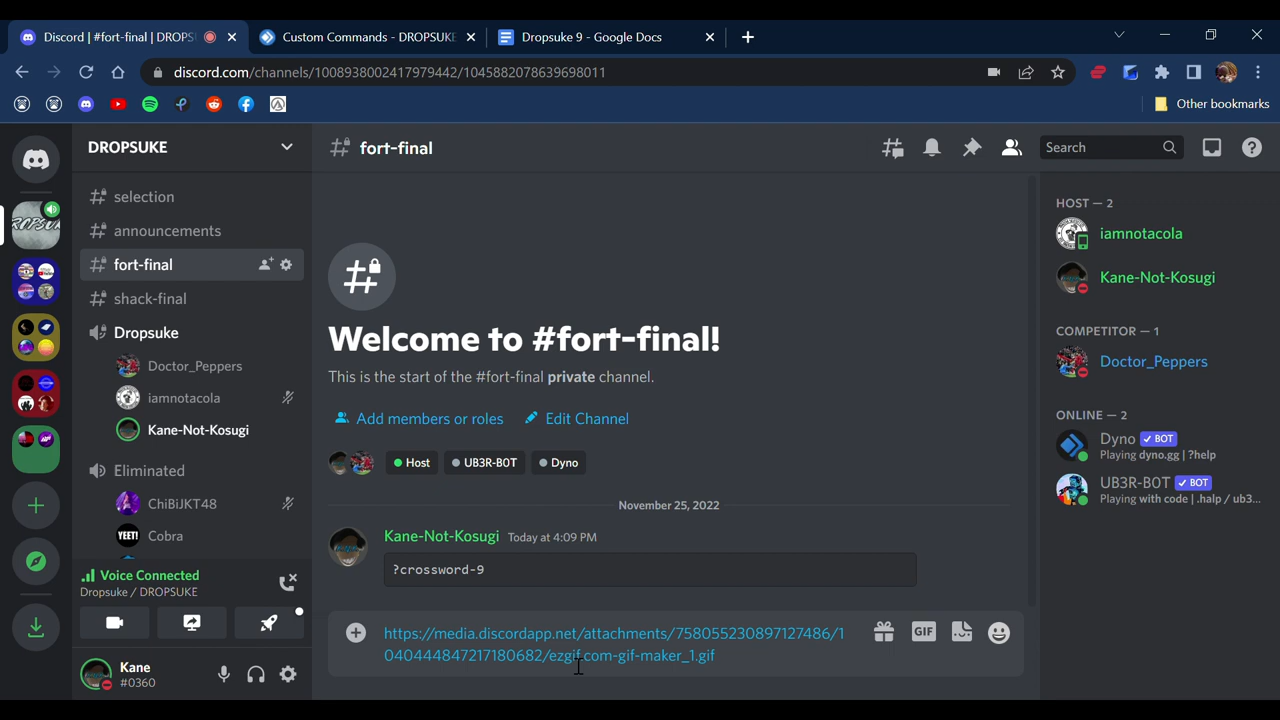 Discord | #fort-final | DROPS
Custom Commands - DROPSUKE
Dropsuke 9 - Google Docs
discord.com/channels/1008938002417979442/1045882078639698011
Other bookmarks
DROPSUKE
fort-final
Search
selection
announcements
fort-final
shack-final
Dropsuke
Doctor_Peppers
iamnotacola
Kane-Not-Kosugi
Eliminated
ChiBiJKT48
YEET!
Cobra
Voice Connected
Dropsuke / DROPSUKE
Kane
#0360
Welcome to #fort-final!
This is the start of the #fort-final private channel.
Add members or roles
Edit Channel
Host
UB3R-B0T
Dyno
November 25, 2022
Kane-Not-Kosugi Today at 4:09 PM
?crossword-9
https://media.discordapp.net/attachments/758055230897127486/1
040444847217180682/ezgif.com-gif-maker_1.gif
GIF
HOST — 2
iamnotacola
Kane-Not-Kosugi
COMPETITOR — 1
Doctor_Peppers
ONLINE — 2
Dyno ✓ BOT
Playing dyno.gg | ?help
UB3R-B0T ✓ BOT
Playing with code | .halp / ub3...